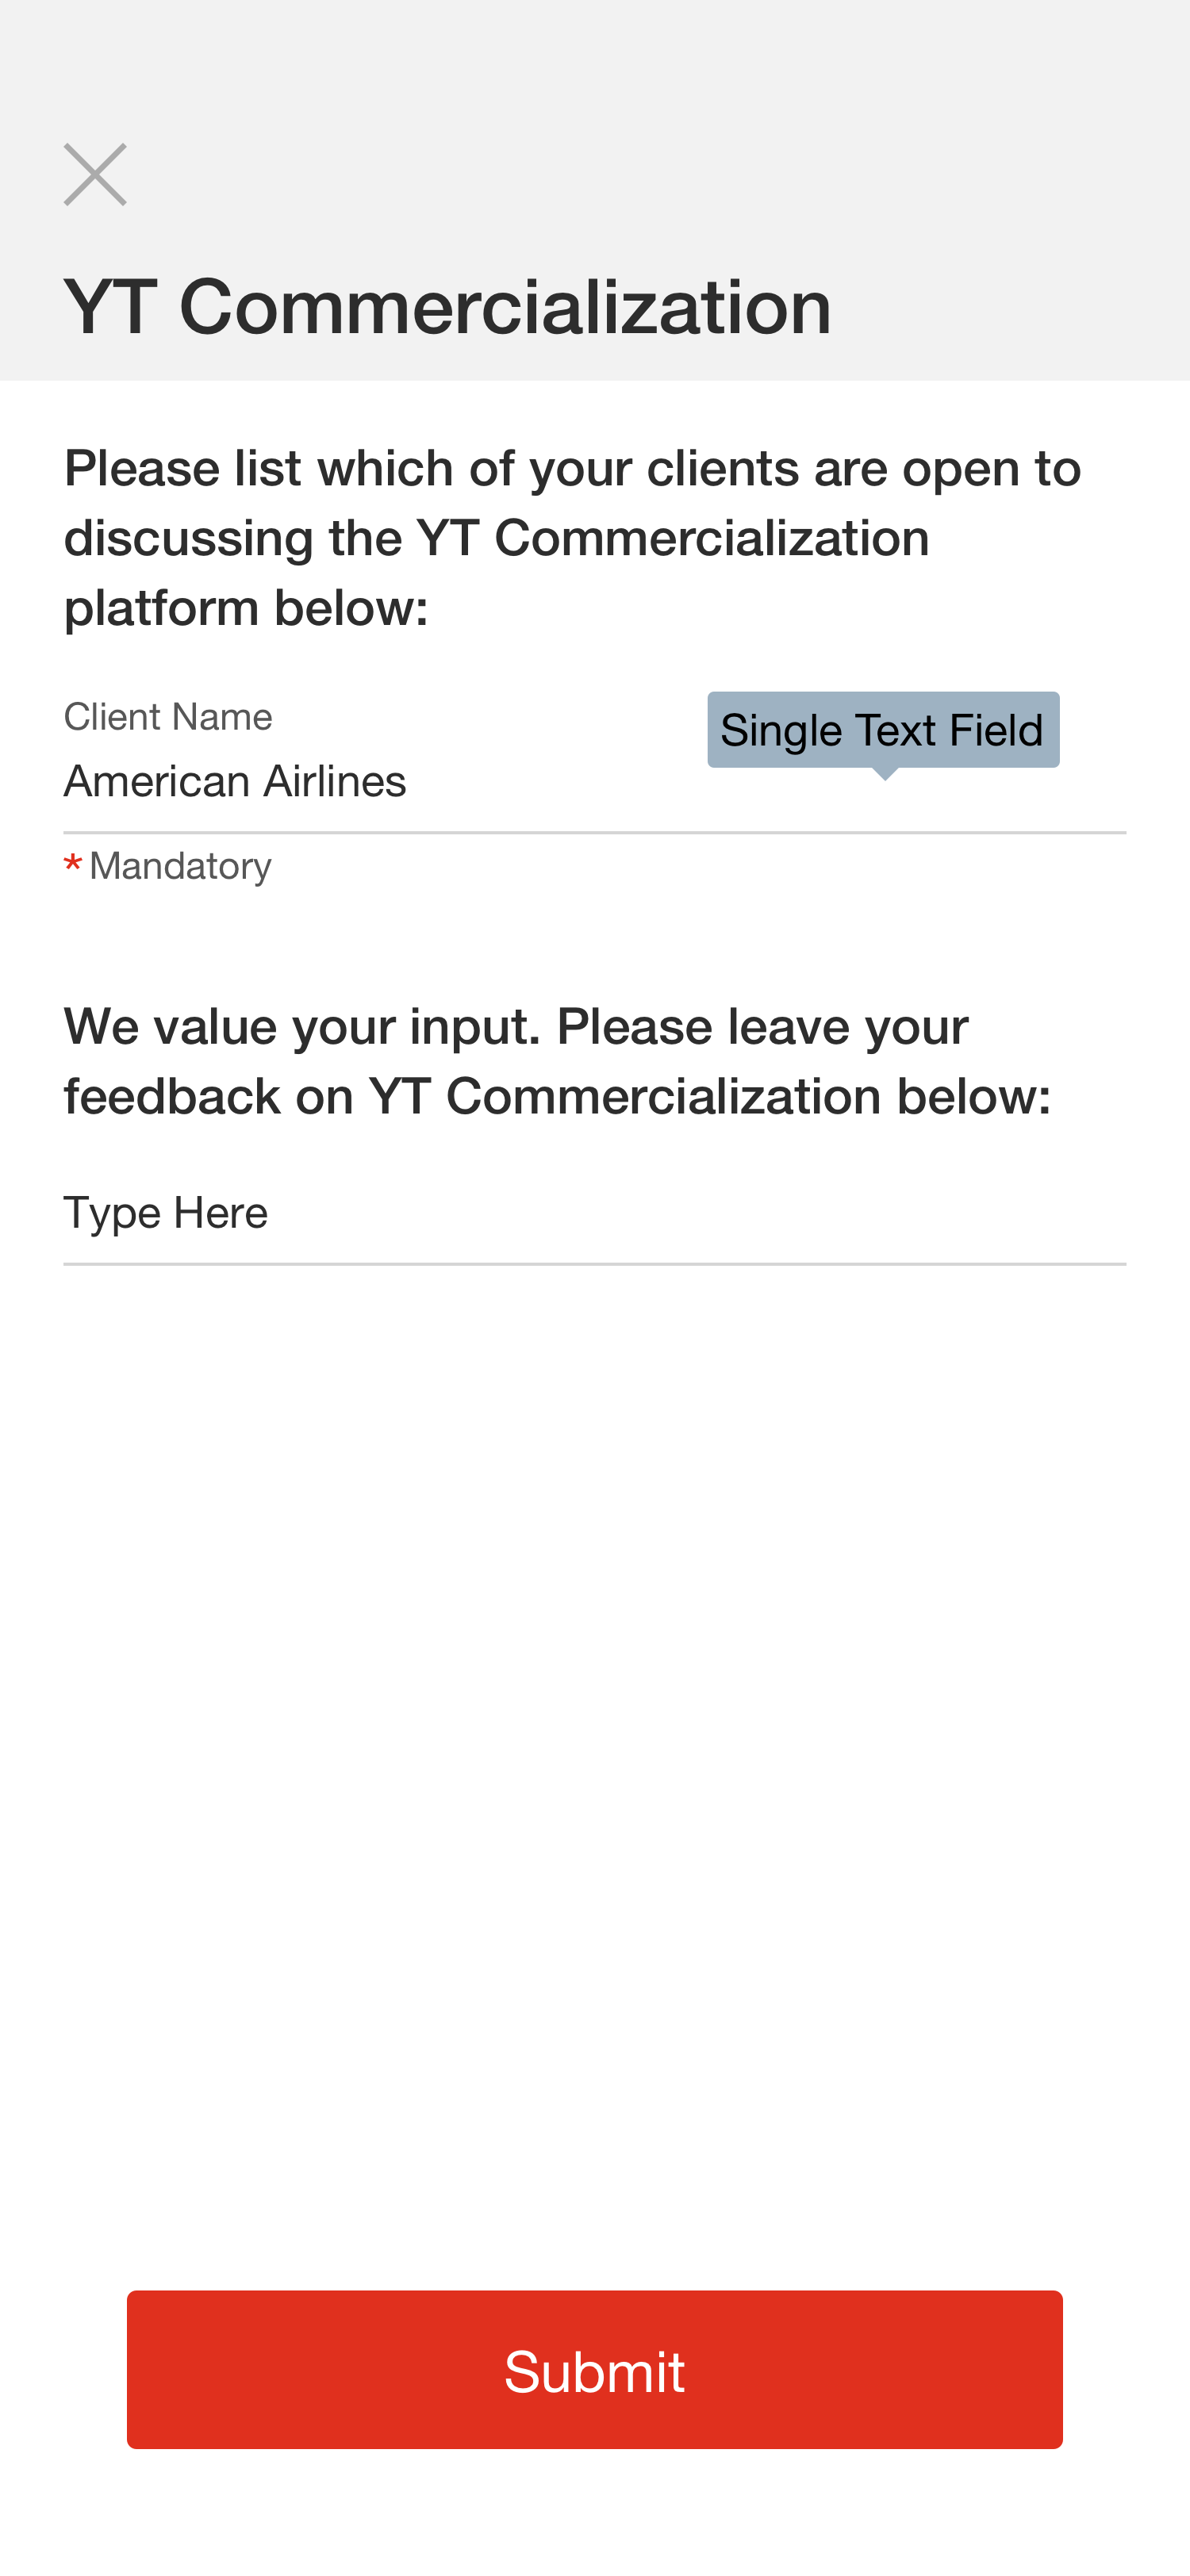 YT Commercialization
Please list which of your clients are open to
discussing the YT Commercialization
platform below:
Client Name
Single Text Field
American Airlines
* Mandatory
We value your input. Please leave your
feedback on YT Commercialization below:
Type Here
Submit